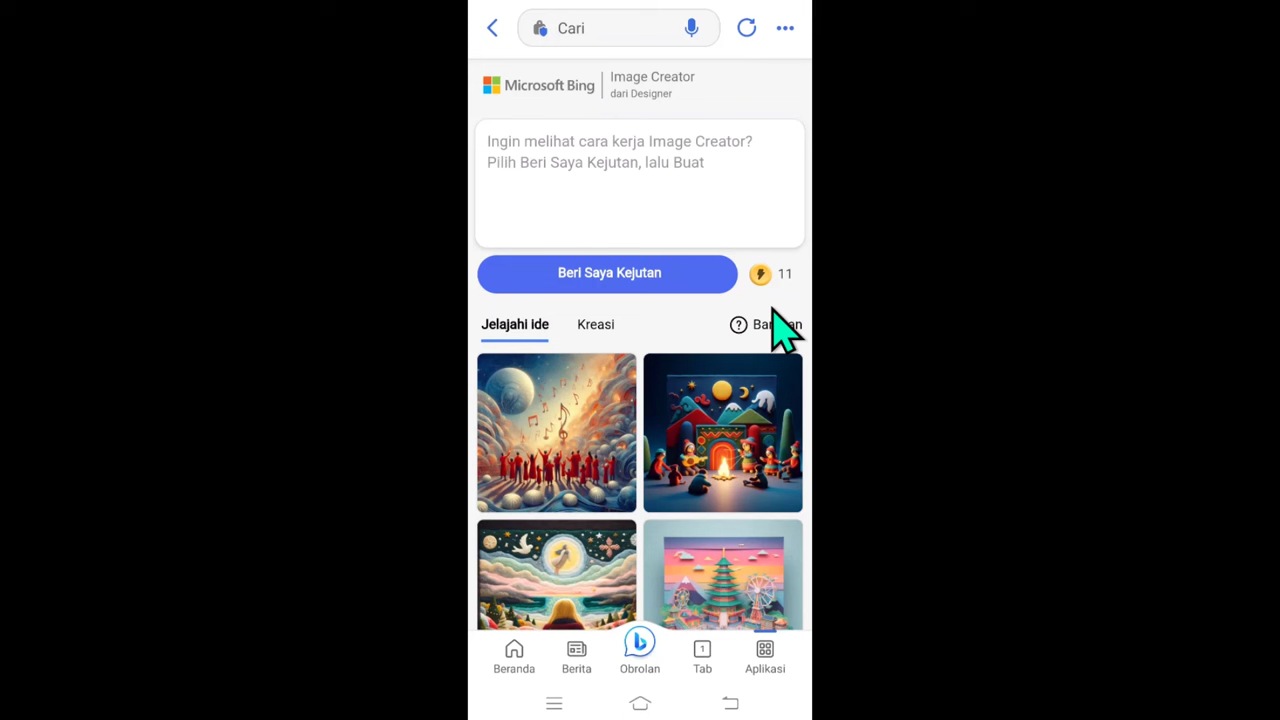 Cari
Microsoft Bing
Image Creator
dari Designer
Ingin melihat cara kerja Image Creator?
Pilih Beri Saya Kejutan, lalu Buat
Beri Saya Kejutan
11
Jelajahi ide
Kreasi
Beranda
Berita
Obrolan
1
Tab
Aplikasi